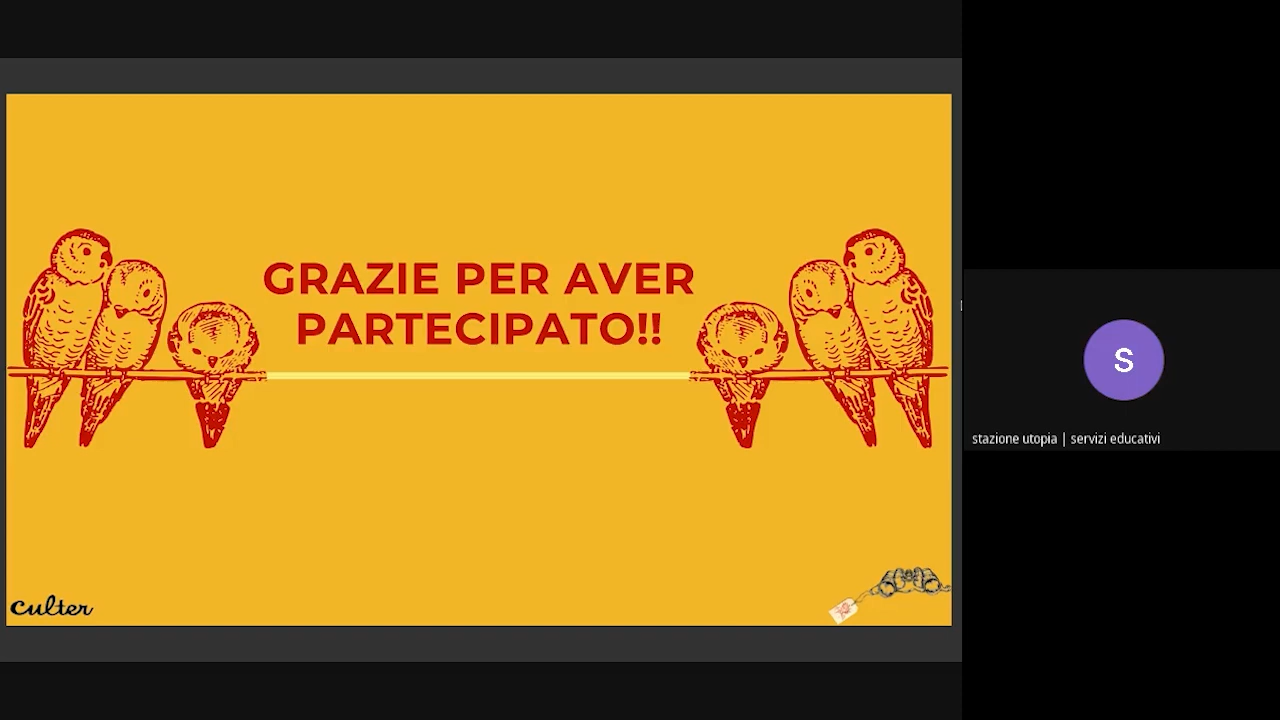 GRAZIE PER AVER
PARTECIPATO!!
culter
S
stazione utopia | servizi educativi